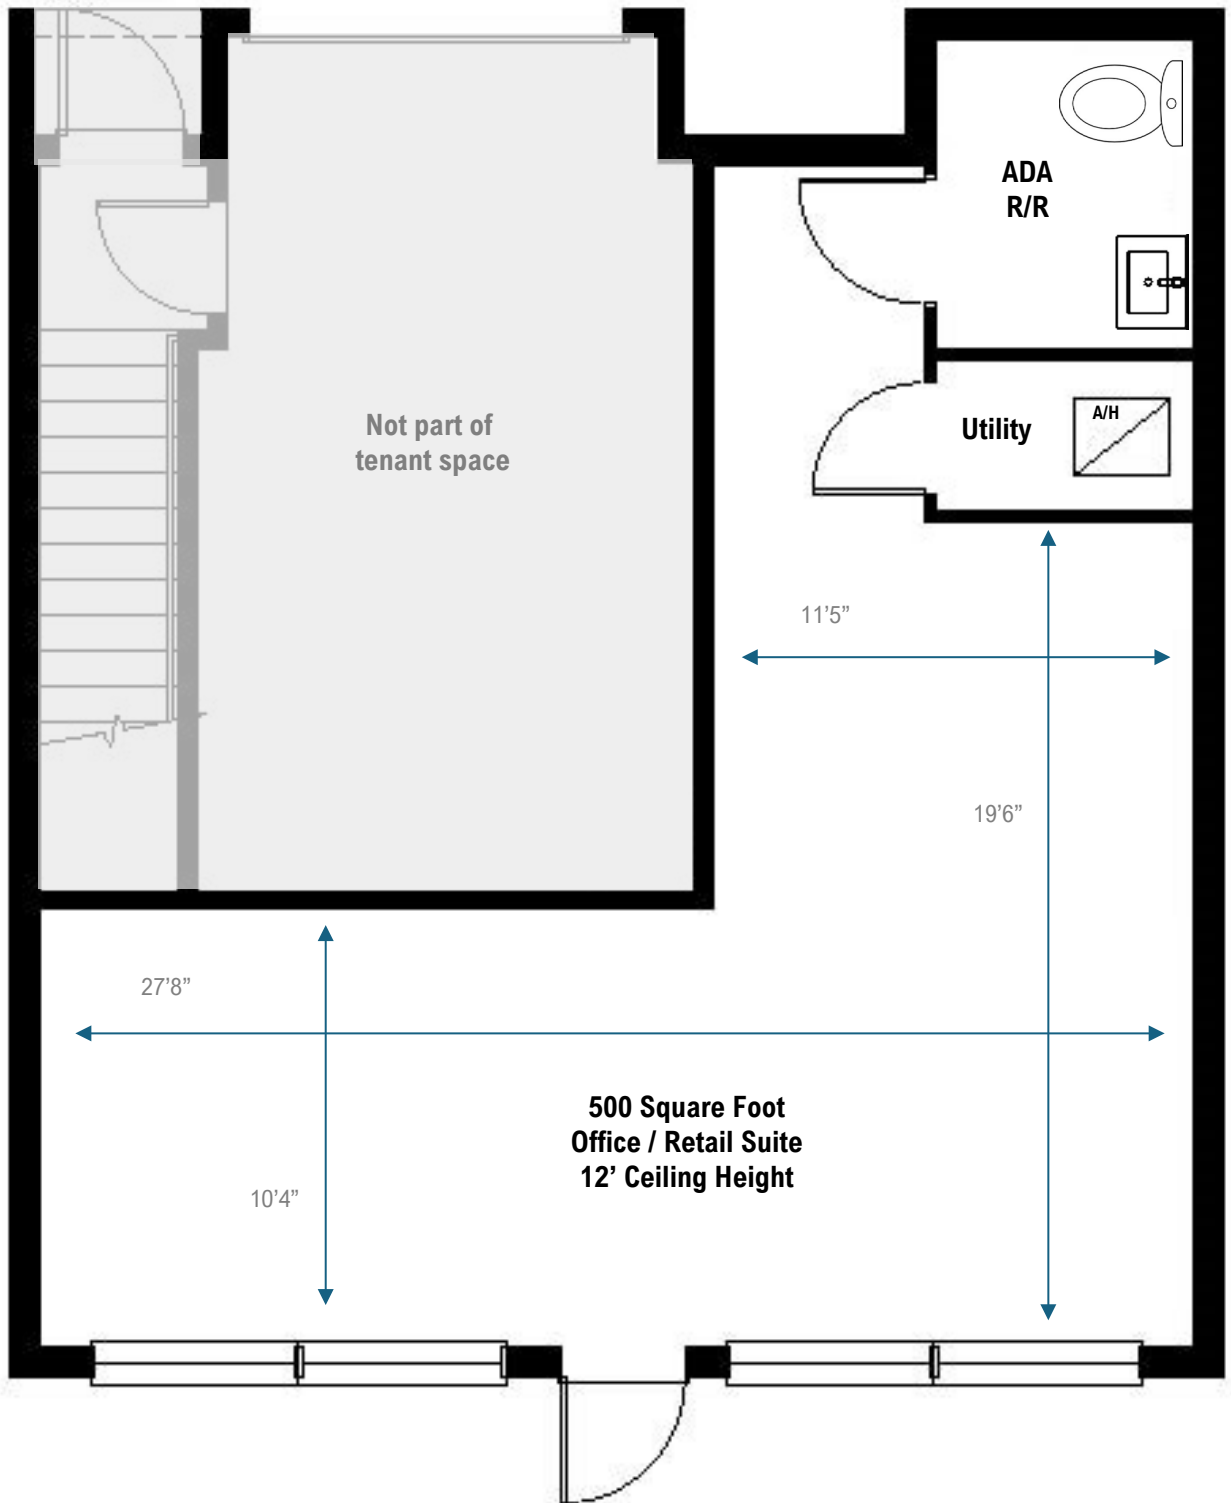 ADA
R/R
A/H
Utility
Not part of
tenant space
11’5”
19’6”
27’8”
500 Square Foot
Office / Retail Suite
12’ Ceiling Height
10’4”